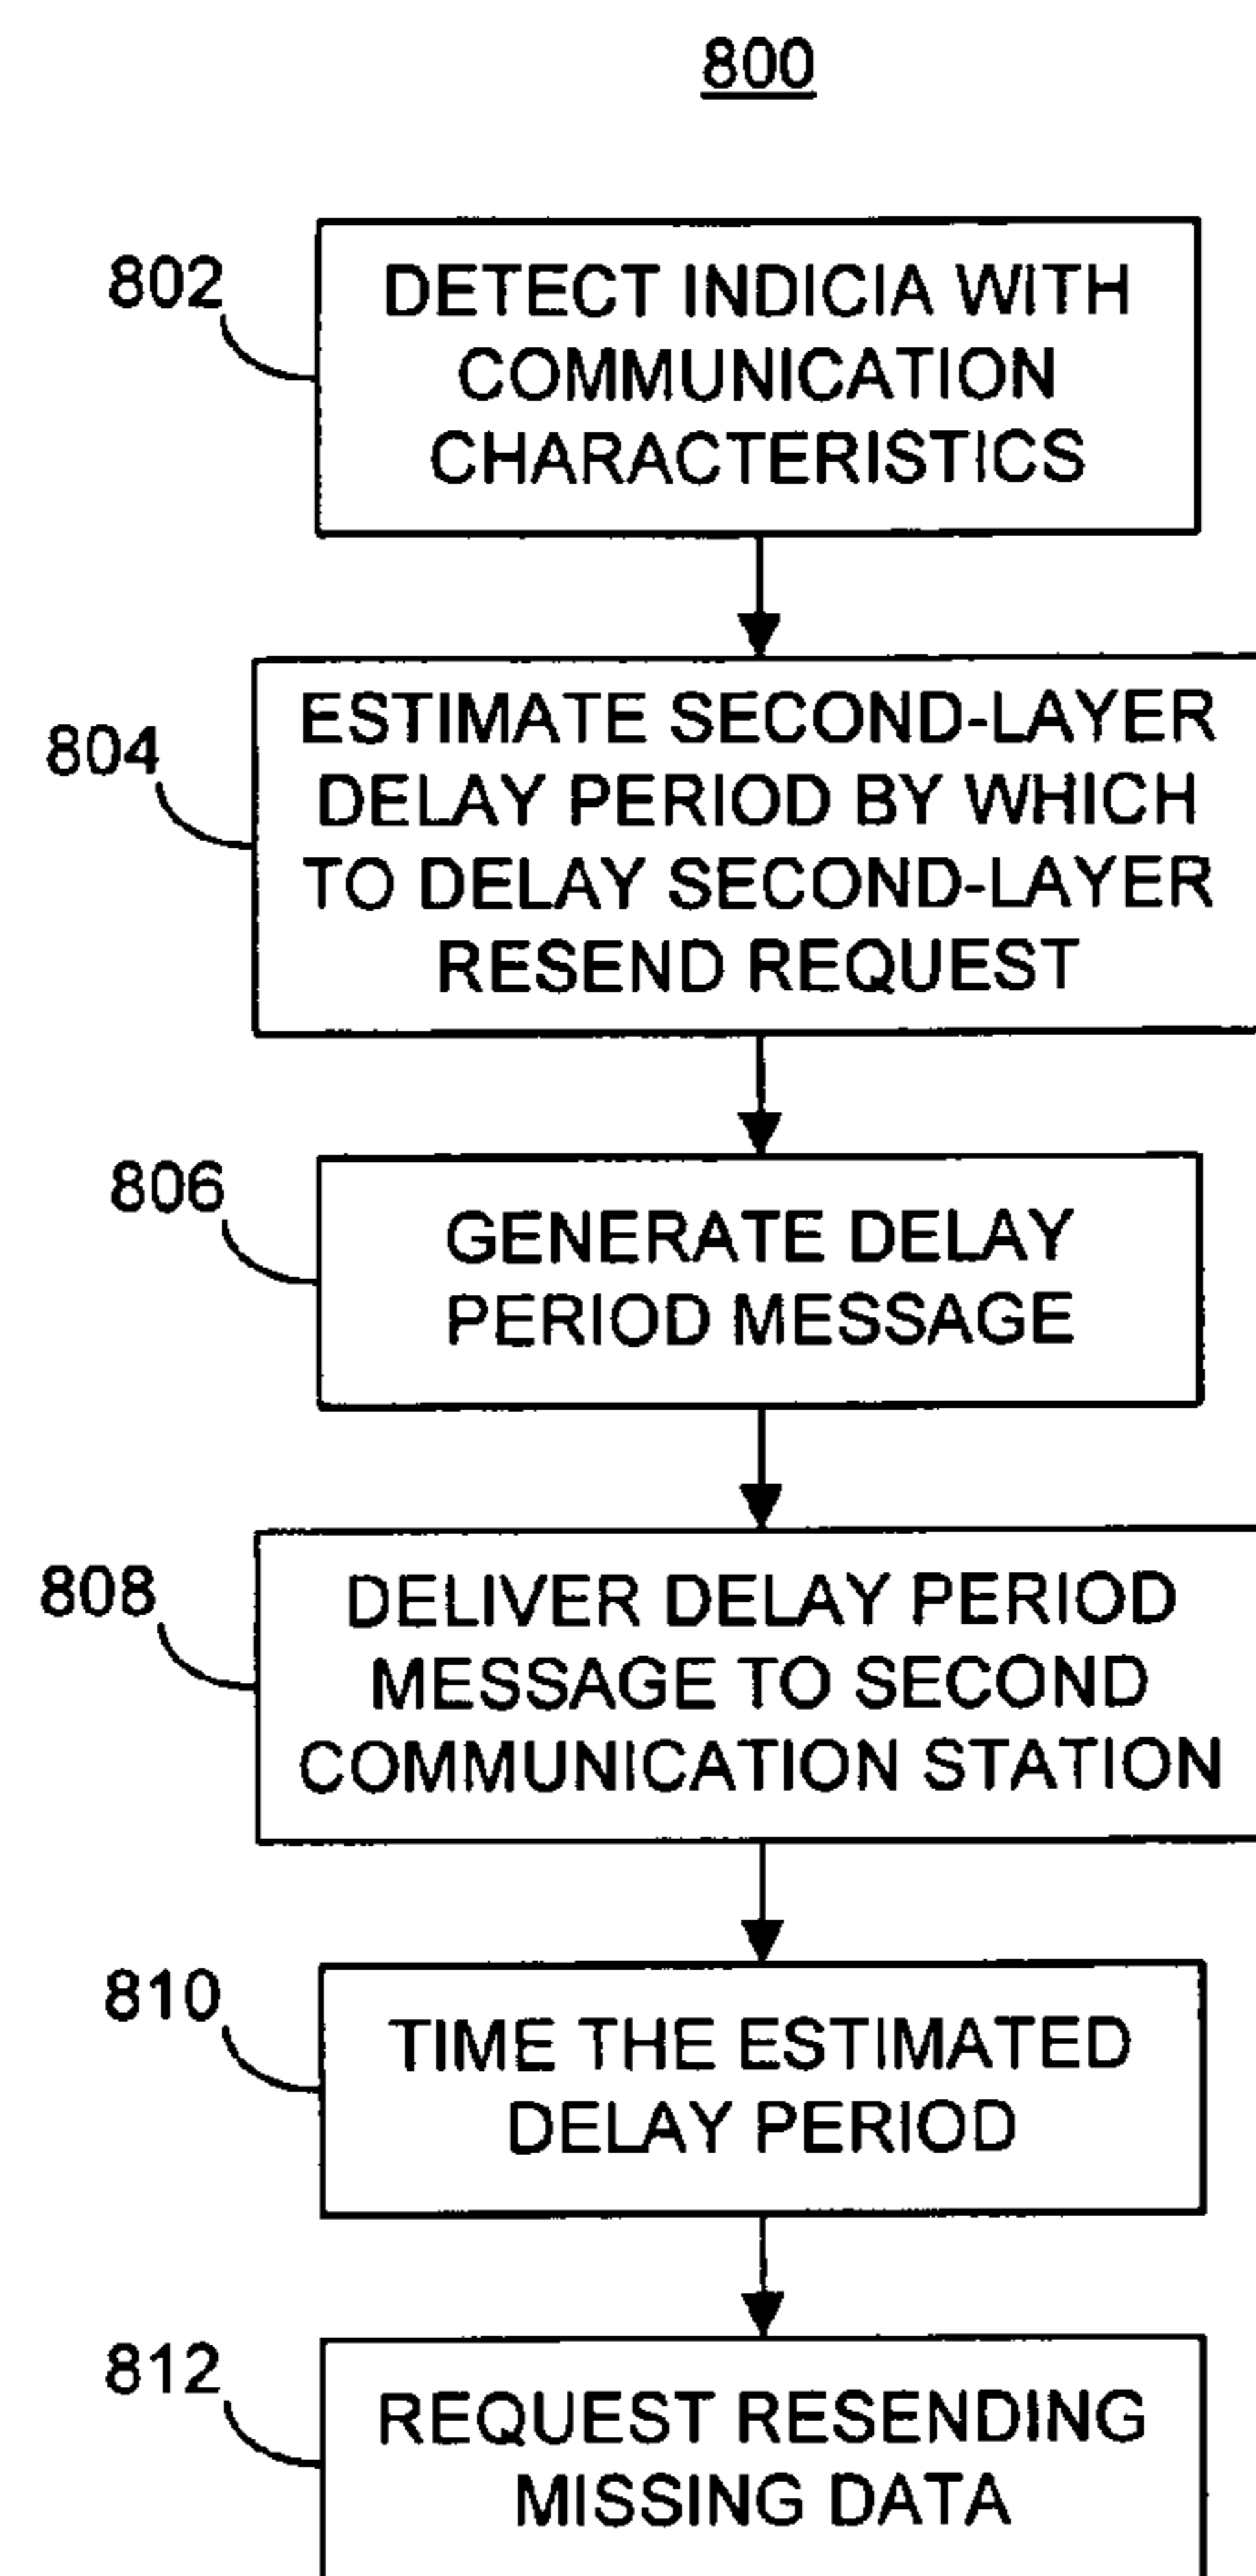 800
802
DETECT INDICIA WITH
COMMUNICATION
CHARACTERISTICS
804
ESTIMATE SECOND-LAYER
DELAY PERIOD BY WHICH
TO DELAY SECOND-LAYER
RESEND REQUEST
806
GENERATE DELAY
PERIOD MESSAGE
808
DELIVER DELAY PERIOD
MESSAGE TO SECOND
COMMUNICATION STATION
810
TIME THE ESTIMATED
DELAY PERIOD
812
REQUEST RESENDING
MISSING DATA